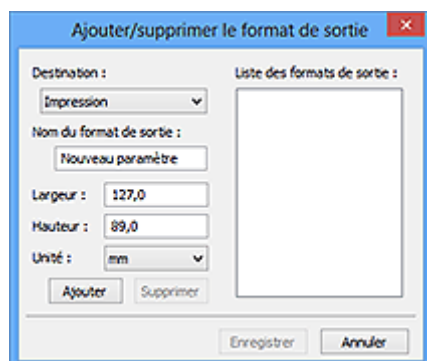 Ajouter/supprimer le format de sortie
Destination :
Impression
Nom du format de sortie :
Nouveau paramètre
Largeur : 127,0
Hauteur : 89,0
Unité : mm
Ajouter Supprimer
Liste des formats de sortie :
Enregistrer Annuler